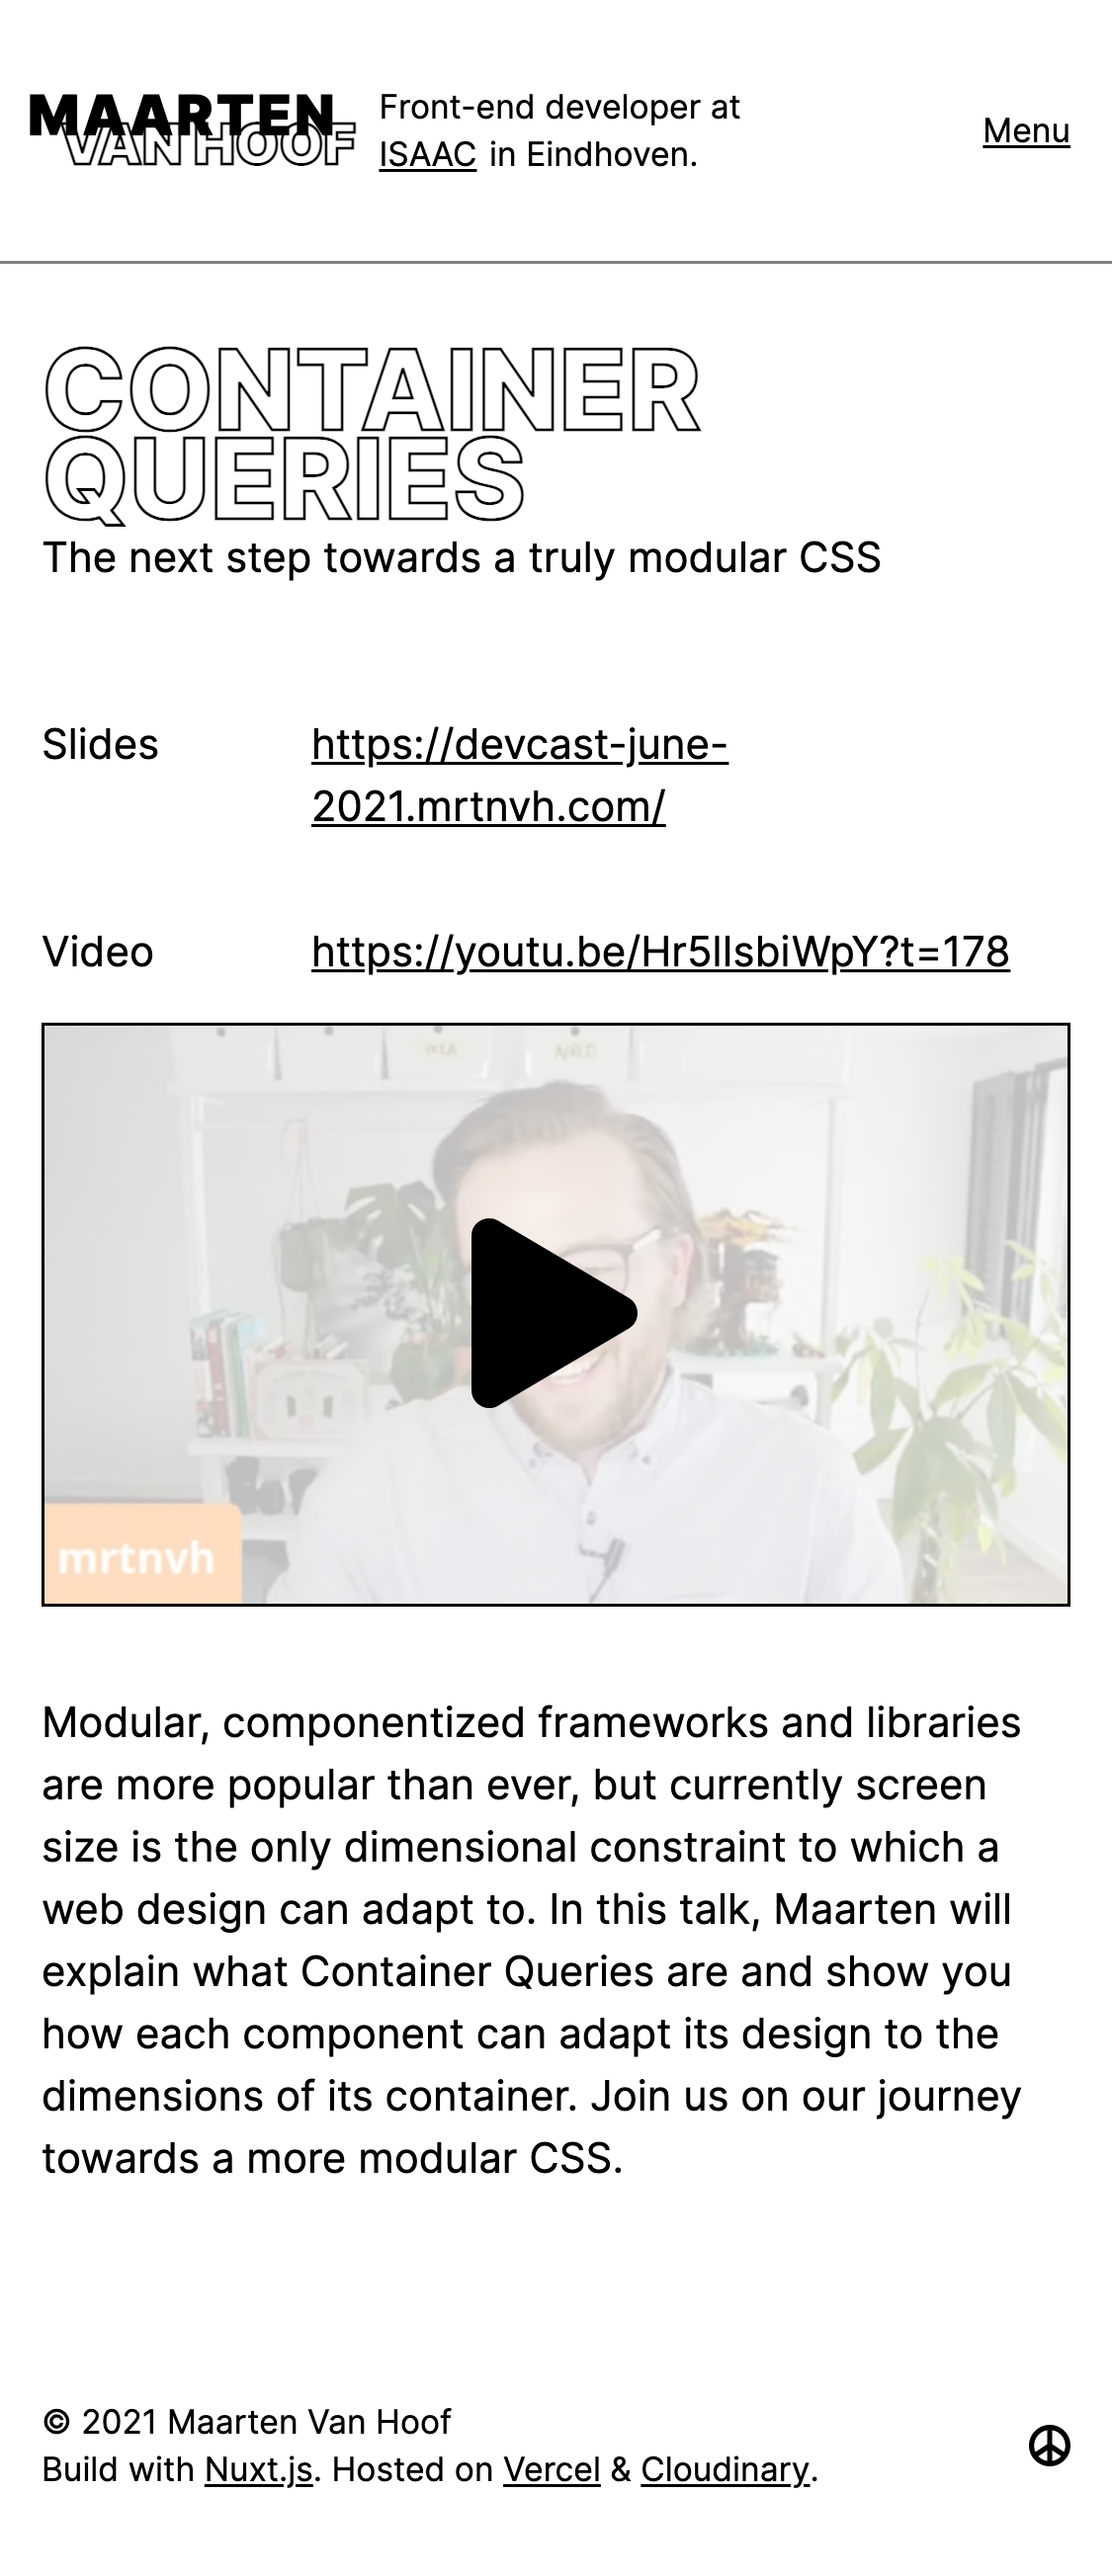 MAARTEN
VAN HOOF
Front-end developer at
ISAAC in Eindhoven.
Menu
CONTAINER
QUERIES
The next step towards a truly modular CSS
Slides
https://devcast-june-
2021.mrtnvh.com/
Video
https://youtu.be/Hr5IlsbiWpY?t=178
IKEA
mrtnvh
Modular, componentized frameworks and libraries
are more popular than ever, but currently screen
size is the only dimensional constraint to which a
web design can adapt to. In this talk, Maarten will
explain what Container Queries are and show you
how each component can adapt its design to the
dimensions of its container. Join us on our journey
towards a more modular CSS.
© 2021 Maarten Van Hoof
Build with Nuxt.js. Hosted on Vercel & Cloudinary.